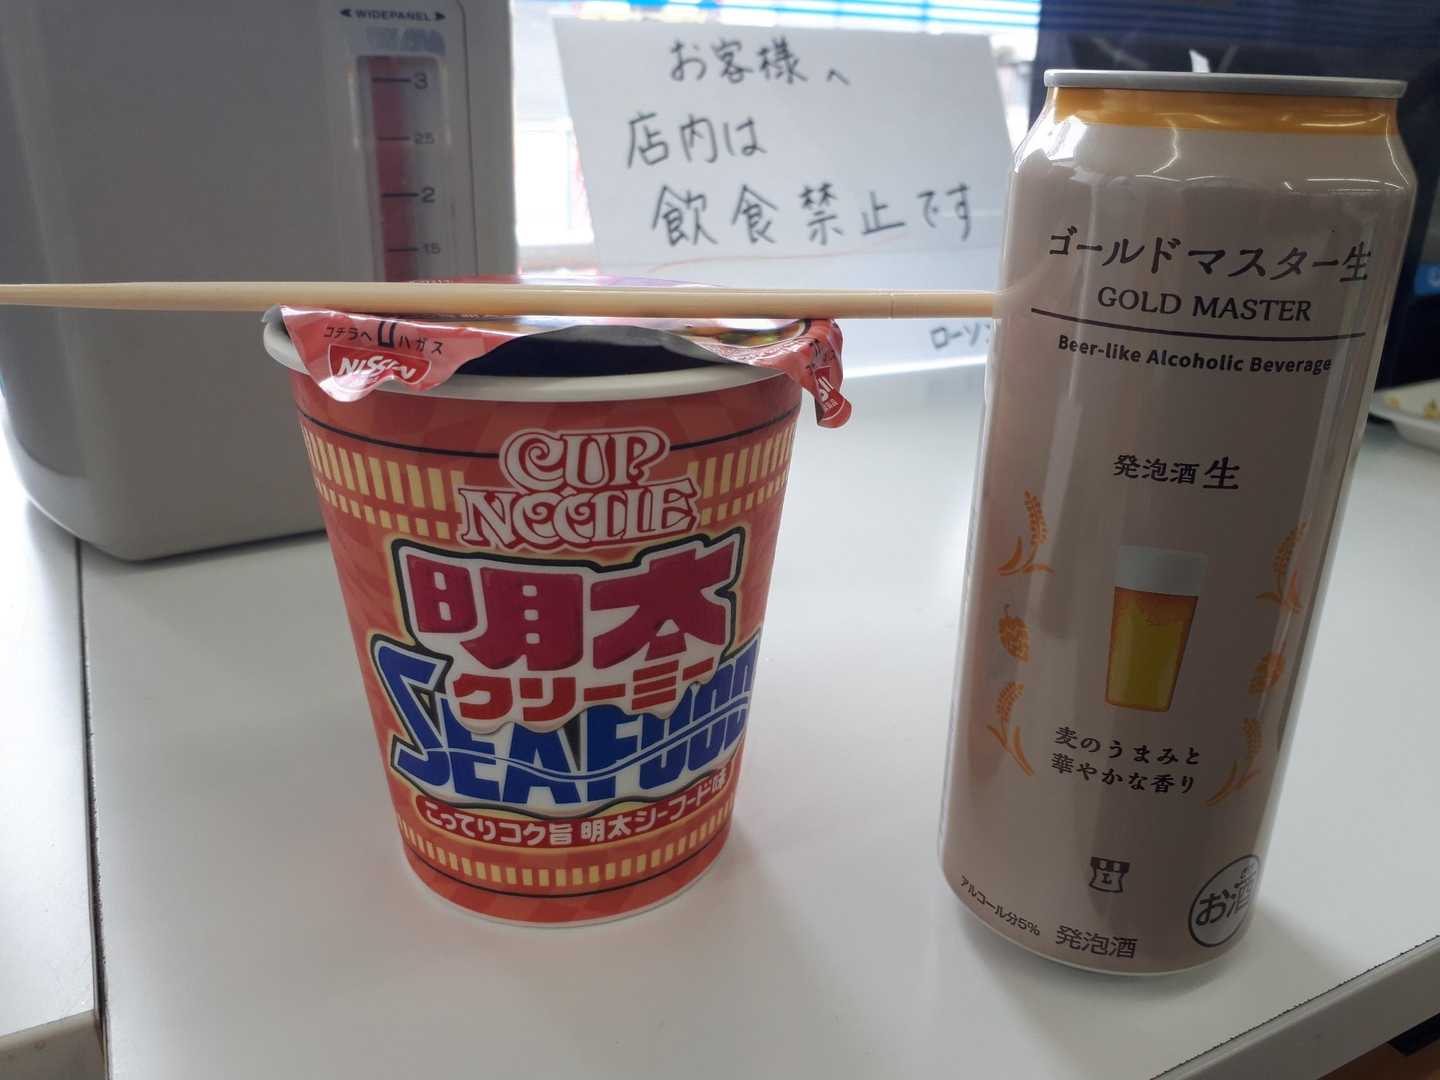 ◀ WIDEPANEL ▶
3
25
2
15
お客様へ
店内は
飲食禁止です
ローソン
コチラヘハガス
NISSIN
CUP
NOODLE
明太
クリーミー
SEAFOOD
こってりコク旨 明太シーフード味
ゴールドマスター生
GOLD MASTER
Beer-like Alcoholic Beverage
発泡酒 生
麦のうまみと
華やかな香り
L
アルコール分5%
発泡酒
お酒